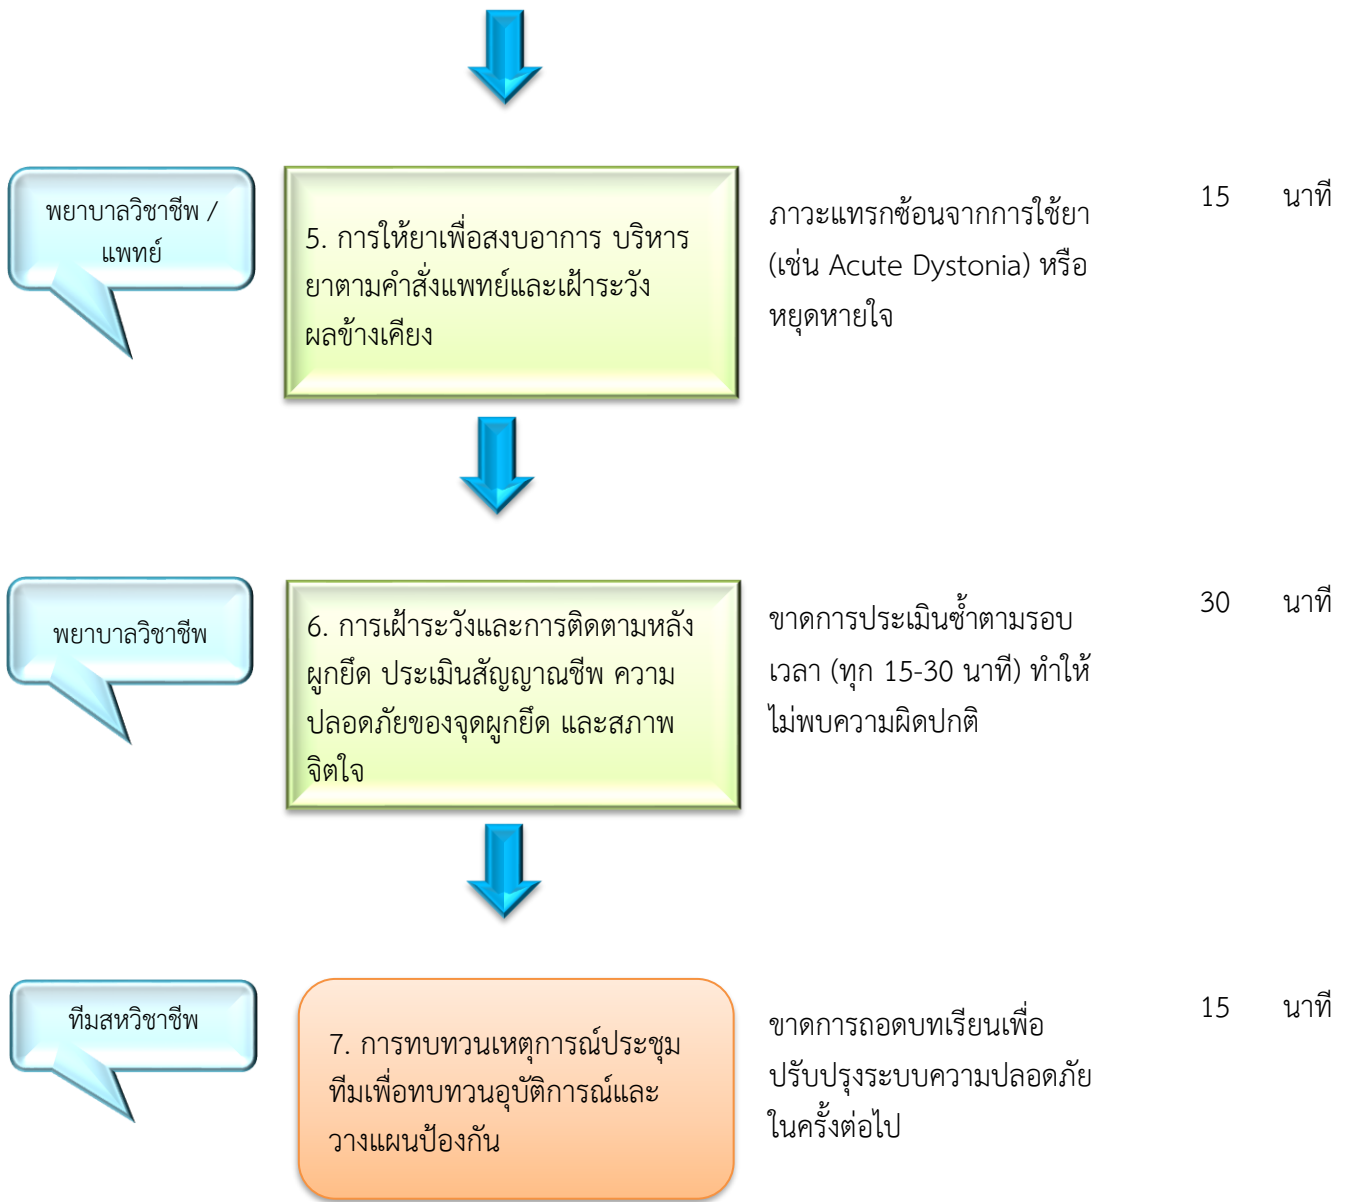 พยาบาลวิชาชีพ /
แพทย์
5. การให้ยาเพื่อสงบอาการ บริหาร
ยาตามคำสั่งแพทย์และเฝ้าระวัง
ผลข้างเคียง
ภาวะแทรกซ้อนจากการใช้ยา
(เช่น Acute Dystonia) หรือ
หยุดหายใจ
15 นาที
พยาบาลวิชาชีพ
6. การเฝ้าระวังและการติดตามหลัง
ผูกยึด ประเมินสัญญาณชีพ ความ
ปลอดภัยของจุดผูกยึด และสภาพ
จิตใจ
ขาดการประเมินซ้ำตามรอบ
เวลา (ทุก 15-30 นาที) ทำให้
ไม่พบความผิดปกติ
30 นาที
ทีมสหวิชาชีพ
7. การทบทวนเหตุการณ์ประชุม
ทีมเพื่อทบทวนอุบัติการณ์และ
วางแผนป้องกัน
ขาดการถอดบทเรียนเพื่อ
ปรับปรุงระบบความปลอดภัย
ในครั้งต่อไป
15 นาที